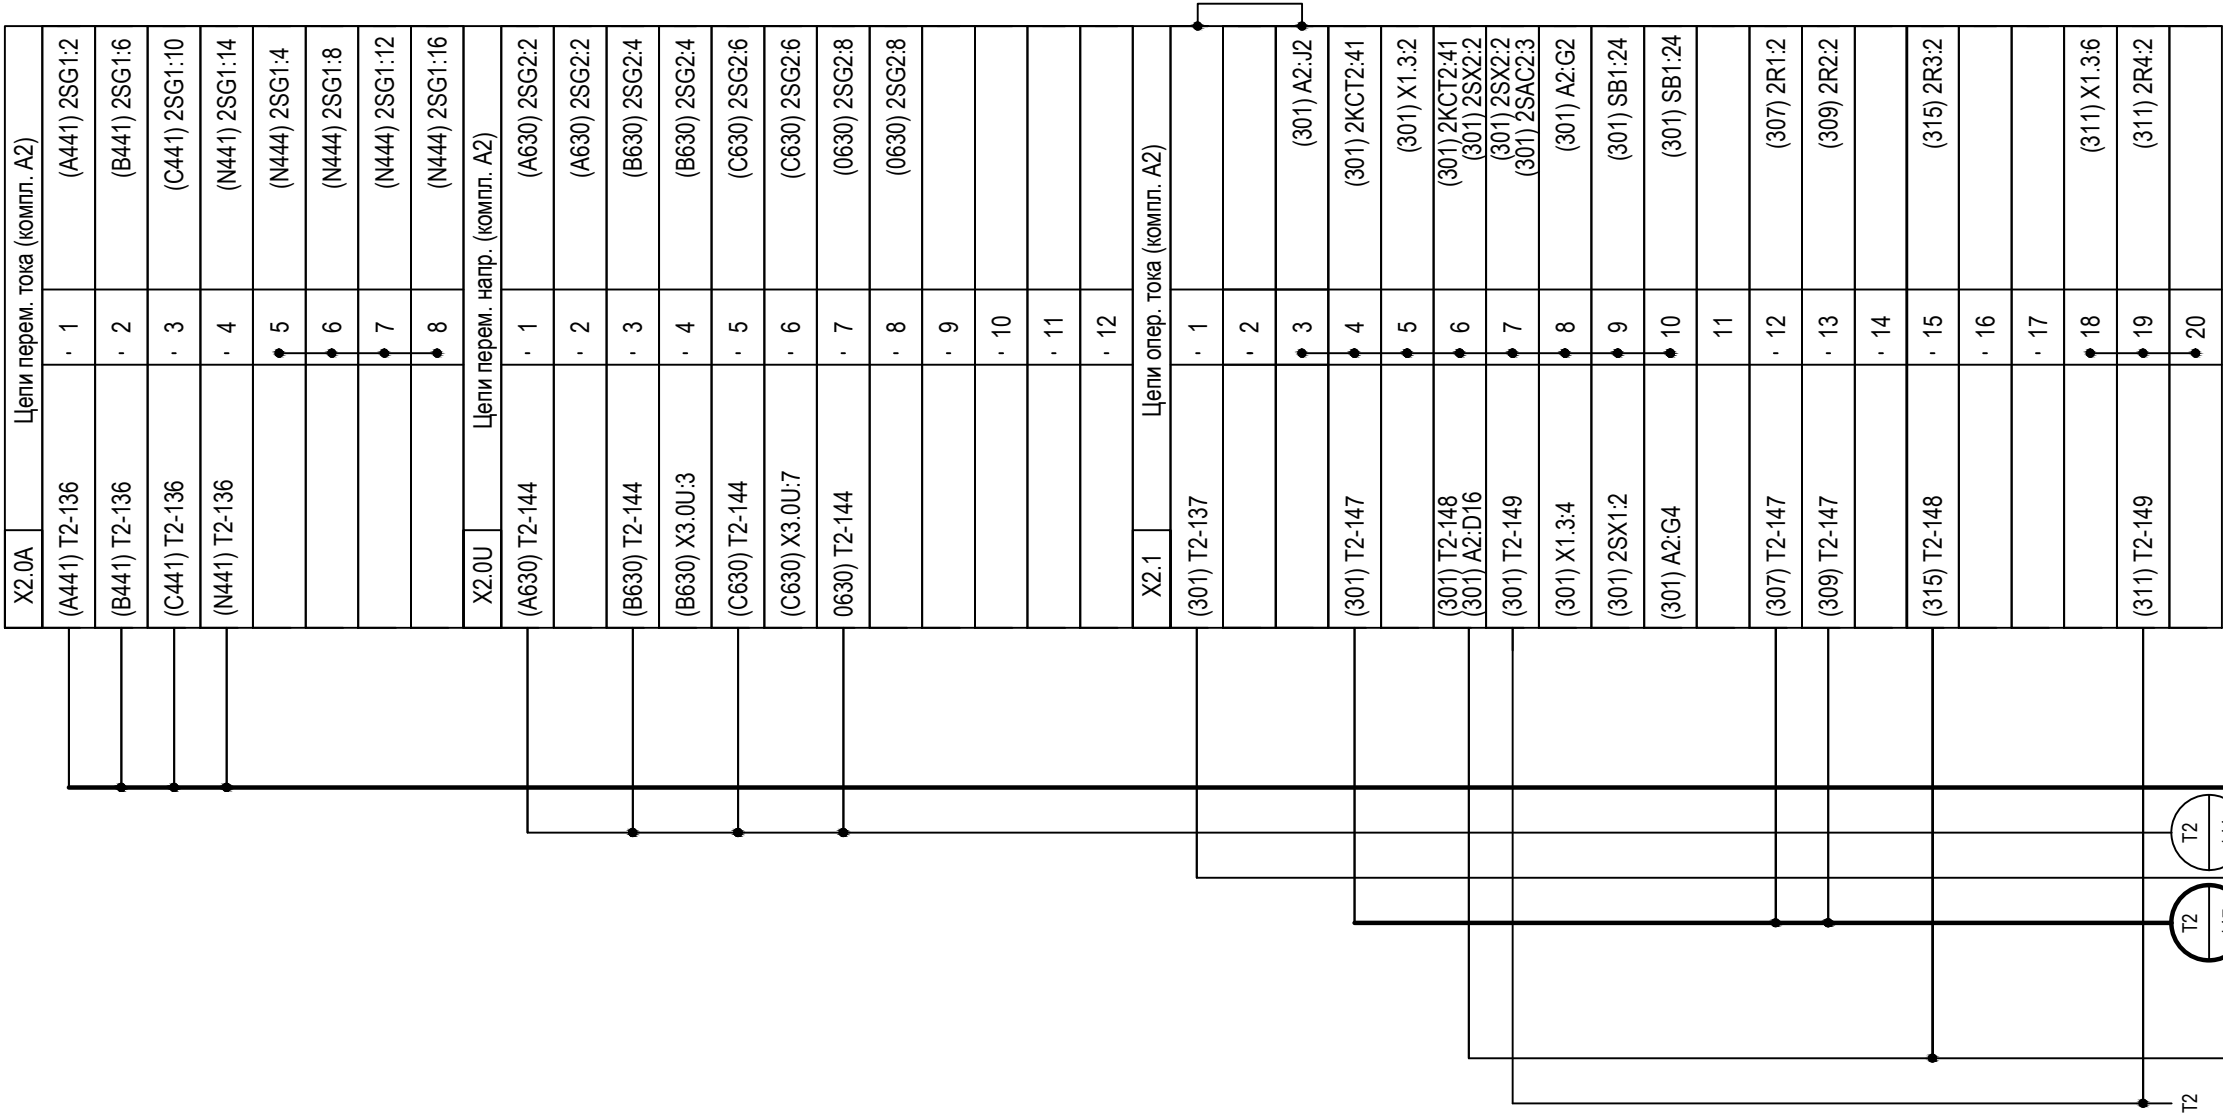 X2.0A Цепи перем. тока (компл. А2)
(A441) T2-136 - 1 (A441) 2SG1:2
(B441) T2-136 - 2 (B441) 2SG1:6
(C441) T2-136 - 3 (C441) 2SG1:10
(N441) T2-136 - 4 (N441) 2SG1:14
5 (N444) 2SG1:4
6 (N444) 2SG1:8
7 (N444) 2SG1:12
8 (N444) 2SG1:16
X2.0U Цепи перем. напр. (компл. А2)
(A630) T2-144 - 1 (A630) 2SG2:2
- 2 (A630) 2SG2:2
(B630) T2-144 - 3 (B630) 2SG2:4
(B630) X3.0U:3 - 4 (B630) 2SG2:4
(C630) T2-144 - 5 (C630) 2SG2:6
(C630) X3.0U:7 - 6 (C630) 2SG2:6
0630) T2-144 - 7 (0630) 2SG2:8
- 8 (0630) 2SG2:8
- 9
- 10
- 11
- 12
X2.1 Цепи опер. тока (компл. А2)
(301) T2-137 - 1
- 2
3 (301) A2:J2
(301) T2-147 4 (301) 2KCT2:41
5 (301) X1.3:2
(301) T2-148 6 (301) 2KCT2:41
(301) A2:D16 (301) 2SX2:2
(301) T2-149 7 (301) 2SX2:2
(301) 2SAC2:3
(301) X1.3:4 8 (301) A2:G2
(301) 2SX1:2 9 (301) SB1:24
(301) A2:G4 10 (301) SB1:24
11
(307) T2-147 - 12 (307) 2R1:2
(309) T2-147 - 13 (309) 2R2:2
- 14
(315) T2-148 - 15 (315) 2R3:2
- 16
- 17
18 (311) X1.3:6
(311) T2-149 19 (311) 2R4:2
20
T2
T2
T2